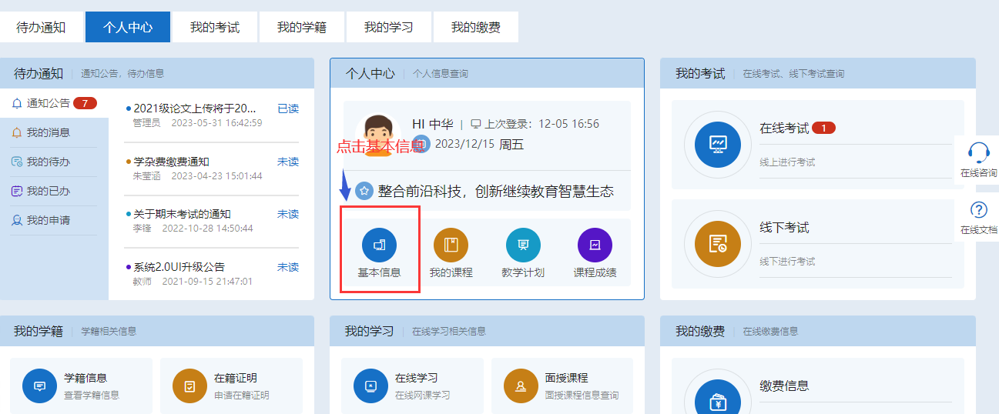 待办通知
个人中心
我的考试
我的学籍
我的学习
我的缴费
待办通知 | 通知公告，待办信息
通知公告 7
我的消息
我的待办
我的已办
我的申请
2021级论文上传将于20... 已读
管理员 2023-05-31 16:42:59
学杂费缴费通知 未读
朱莹涵 2023-04-23 15:01:44
关于期末考试的通知 未读
李锋 2022-10-28 14:50:44
系统2.0UI升级公告 未读
教师 2021-09-15 21:47:01
个人中心 | 个人信息查询
HI 中华 | 上次登录：12-05 16:56
2023/12/15 周五
点击基本信息
整合前沿科技，创新继续教育智慧生态
基本信息
我的课程
教学计划
课程成绩
我的考试 | 在线考试、线下考试查询
在线考试 1
线上进行考试
线下考试
线下进行考试
在线咨询
在线文档
我的学籍 | 学籍相关信息
学籍信息
查看学籍信息
在籍证明
申请在籍证明
我的学习 | 在线学习相关信息
在线学习
在线网课学习
面授课程
面授课程信息查询
我的缴费 | 在线缴费信息
缴费信息